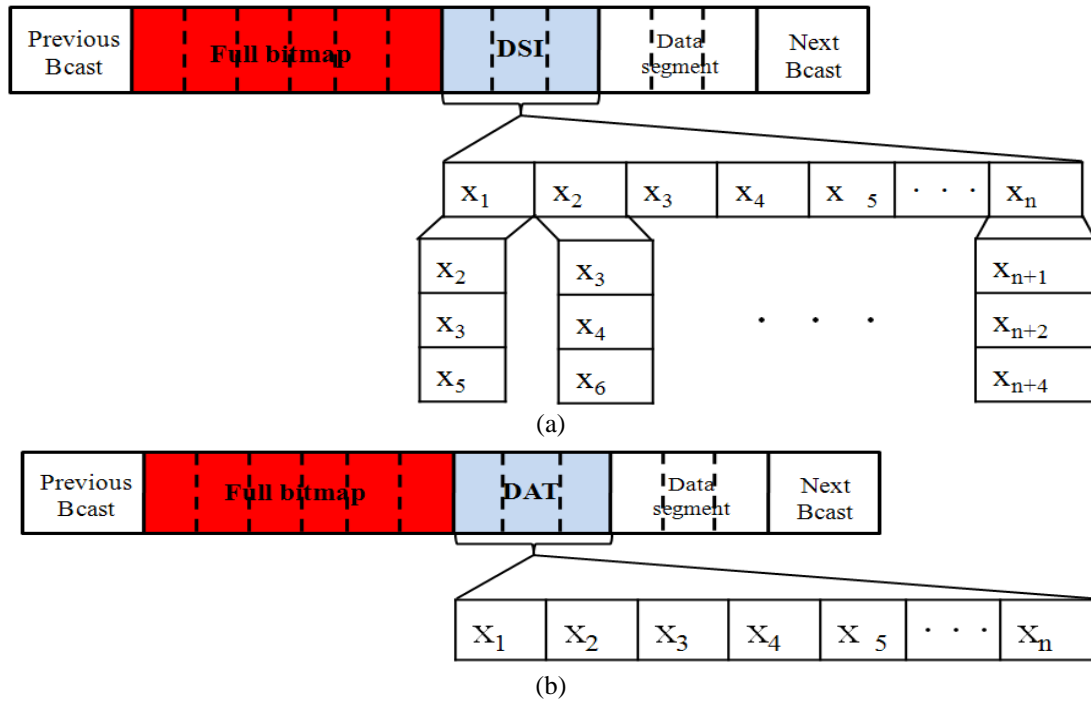 Previous Bcast
Full bitmap
DSI
Data segment
Next Bcast
X₁ X₂ X₃ X₄ X ₅ · · · Xₙ
X₂ X₃ Xₙ₊₁
X₃ X₄ · · · Xₙ₊₂
X₅ X₆ Xₙ₊₄
(a)
Previous Bcast
Full bitmap
DAT
Data segment
Next Bcast
X₁ X₂ X₃ X₄ X ₅ · · · Xₙ
(b)